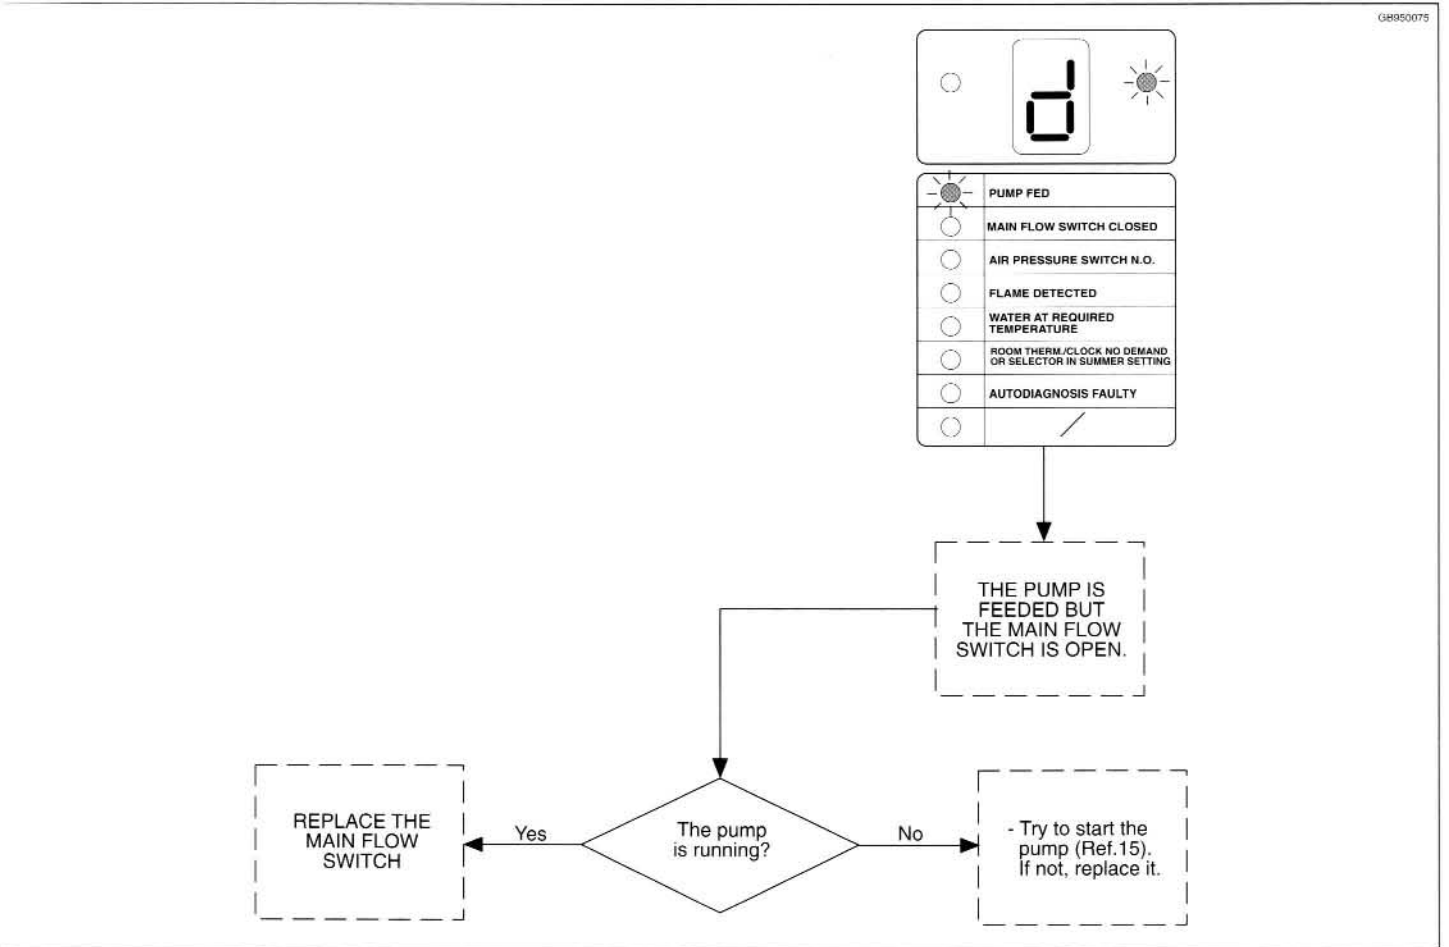 GB950075
d
PUMP FED
MAIN FLOW SWITCH CLOSED
AIR PRESSURE SWITCH N.O.
FLAME DETECTED
WATER AT REQUIRED
TEMPERATURE
ROOM THERM./CLOCK NO DEMAND
OR SELECTOR IN SUMMER SETTING
AUTODIAGNOSIS FAULTY
/
THE PUMP IS
FEEDED BUT
THE MAIN FLOW
SWITCH IS OPEN.
REPLACE THE
MAIN FLOW
SWITCH
Yes
The pump
is running?
No
- Try to start the
pump (Ref.15).
If not, replace it.